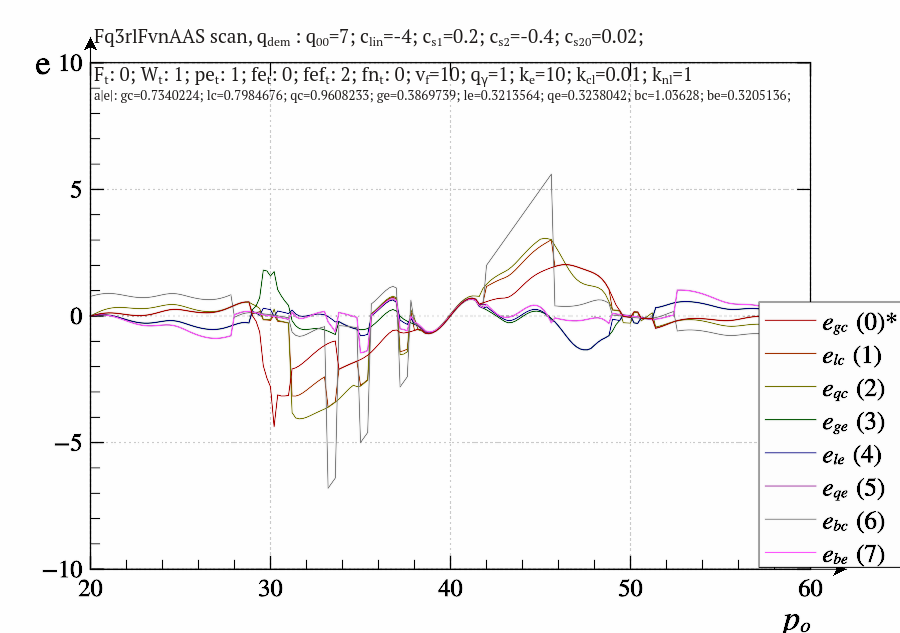 Fq3rlFvnAAS scan, qdem : q00=7; clin=-4; cs1=0.2; cs2=-0.4; cs20=0.02;
e
Ft: 0; Wt: 1; pet: 1; fet: 0; feft: 2; fnt: 0; vf=10; qγ=1; ke=10; kcl=0.01; knl=1
a|e|: gc=0.7340224; lc=0.7984676; qc=0.9608233; ge=0.3869739; le=0.3213564; qe=0.3238042; bc=1.03628; be=0.3205136;
10
5
0
−5
−10
egc (0)*
elc (1)
eqc (2)
ege (3)
ele (4)
eqe (5)
ebc (6)
ebe (7)
20 30 40 50 60
po